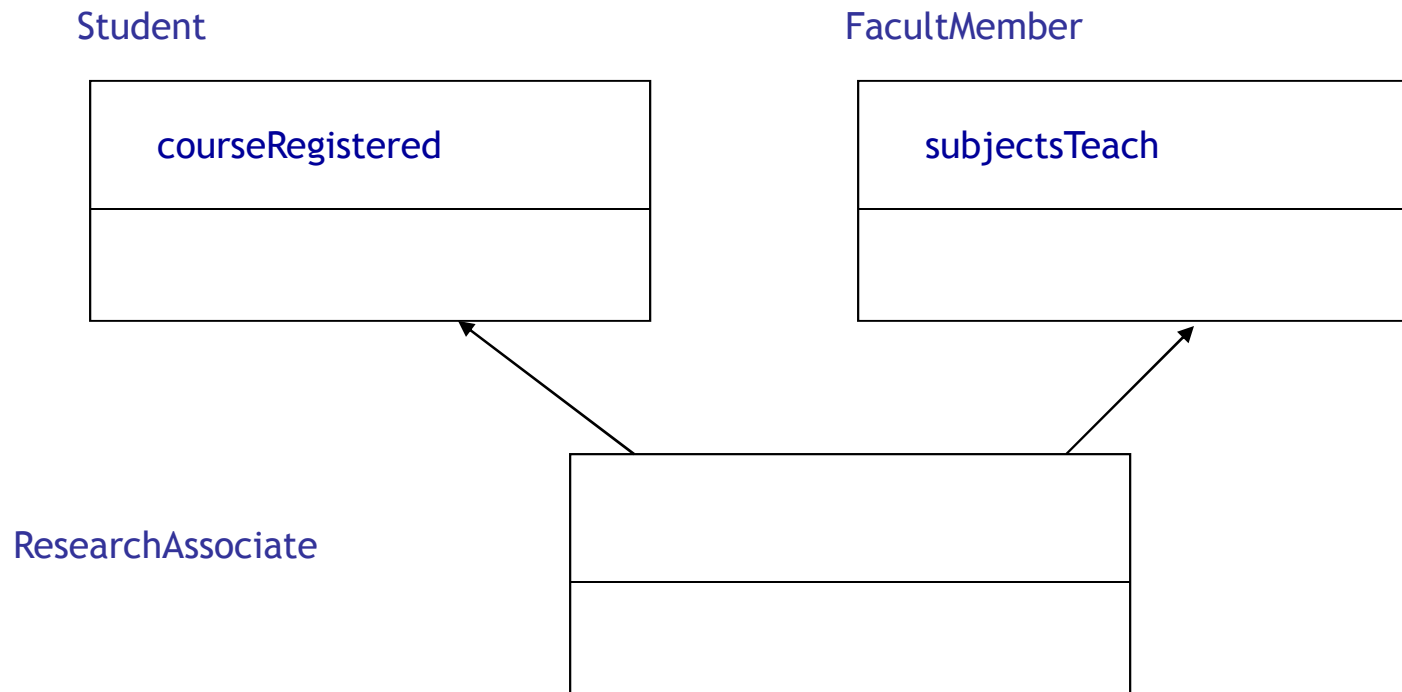 Student
FacultMember
courseRegistered
subjectsTeach
ResearchAssociate